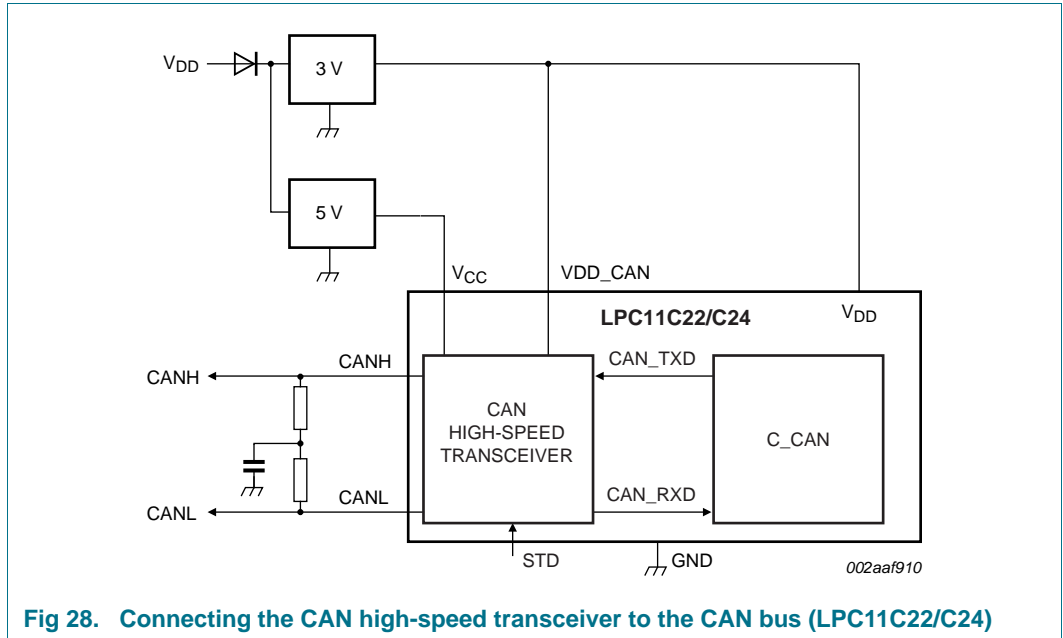 VDD
3 V
5 V
VCC
VDD_CAN
VDD
LPC11C22/C24
CANH
CANH
CAN_TXD
CAN
HIGH-SPEED
TRANSCEIVER
C_CAN
CANL
CANL
CAN_RXD
STD
GND
002aaf910
Fig 28. Connecting the CAN high-speed transceiver to the CAN bus (LPC11C22/C24)